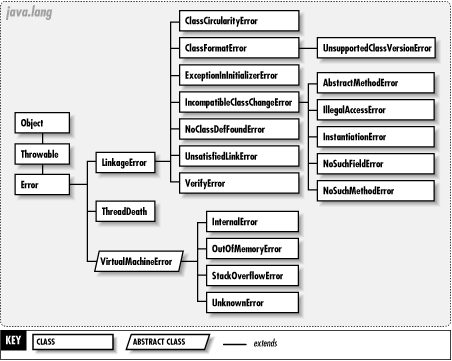 java.lang
ClassCircularityError
ClassFormatError
UnsupportedClassVersionError
ExceptionInInitializerError
AbstractMethodError
IncompatibleClassChangeError
IllegalAccessError
Object
NoClassDefFoundError
InstantiationError
Throwable
LinkageError
UnsatisfiedLinkError
NoSuchFieldError
Error
VerifyError
NoSuchMethodError
ThreadDeath
InternalError
OutOfMemoryError
VirtualMachineError
StackOverflowError
UnknownError
KEY
CLASS
ABSTRACT CLASS
extends